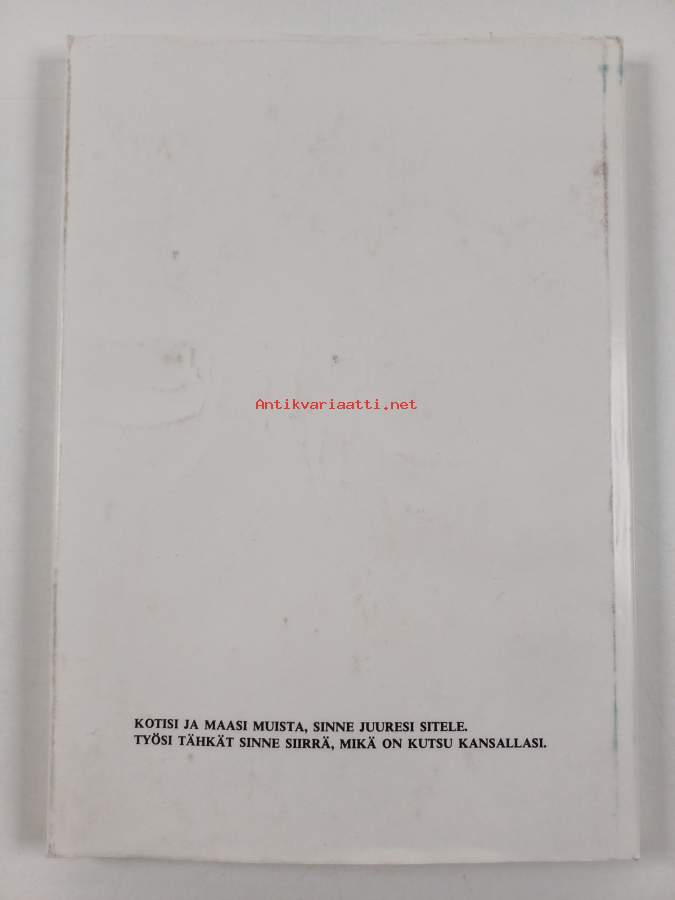 Antikvariaatti.net
KOTISI JA MAASI MUISTA, SINNE JUURESI SITELE.
TYÖSI TÄHKÄT SINNE SIIRRÄ, MIKÄ ON KUTSU KANSALLASI.